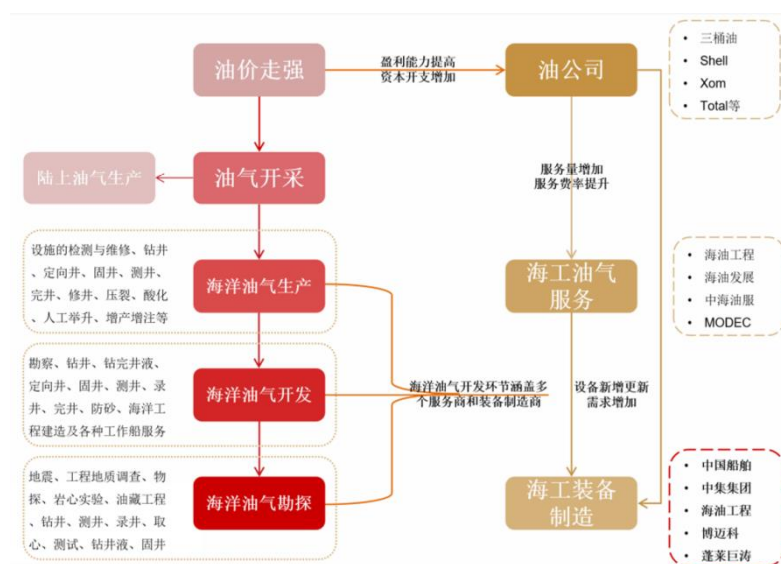 油价走强
盈利能力提高
资本开支增加
油公司
• 三桶油
• Shell
• Xom
• Total等
陆上油气生产
油气开采
服务量增加
服务费率提升
设施的检测与维修、钻井
、定向井、固井、测井、
完井、修井、压裂、酸化
、人工举升、增产增注等
海洋油气生产
海工油气
服务
• 海油工程
• 海油发展
• 中海油服
• MODEC
勘察、钻井、钻完井液、
定向井、固井、测井、录
井、完井、防砂、海洋工
程建造及各种工作船服务
海洋油气开发
海洋油气开发环节涵盖多
个服务商和装备制造商
设备新增更新
需求增加
地震、工程地质调查、物
探、岩心实验、油藏工程
、钻井、测井、录井、取
心、测试、钻井液、固井
海洋油气勘探
海工装备
制造
• 中国船舶
• 中集集团
• 海油工程
• 博迈科
• 蓬莱巨涛